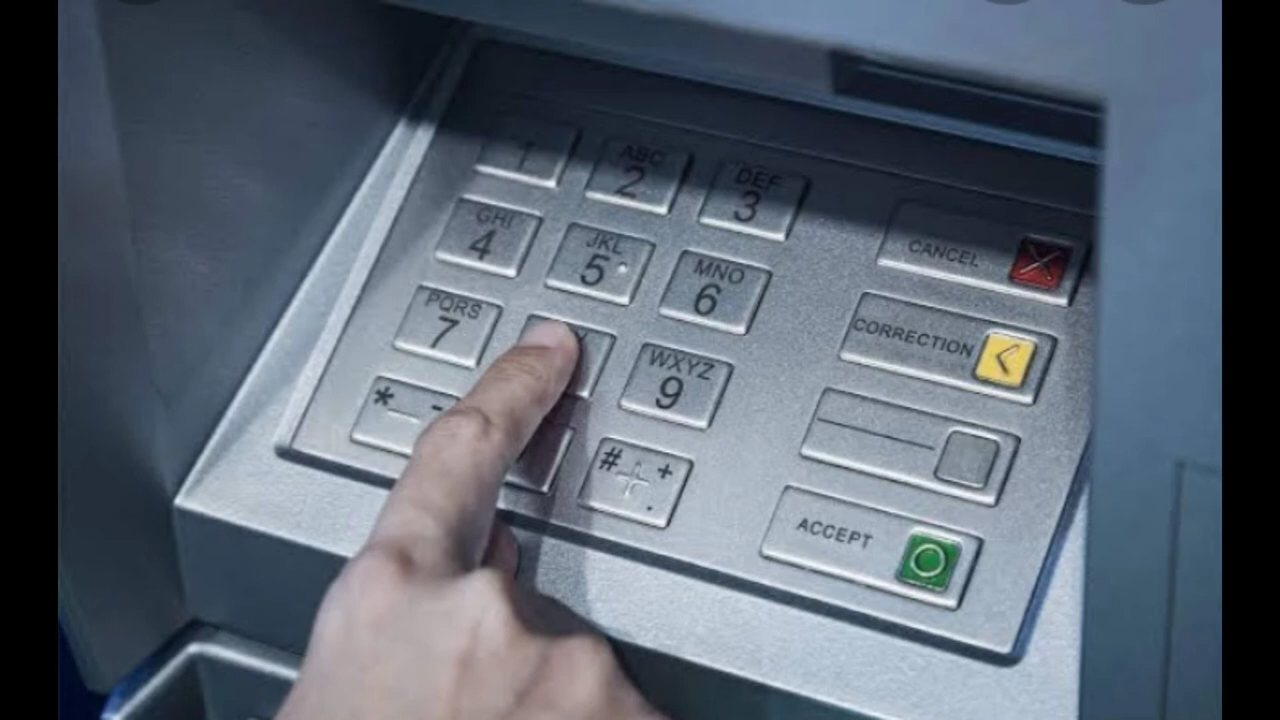 1
ABC
2
DEF
3
CANCEL
GHI
4
JKL
5
MNO
6
CORRECTION
<
PQRS
7
WXYZ
9
*
#
+
ACCEPT